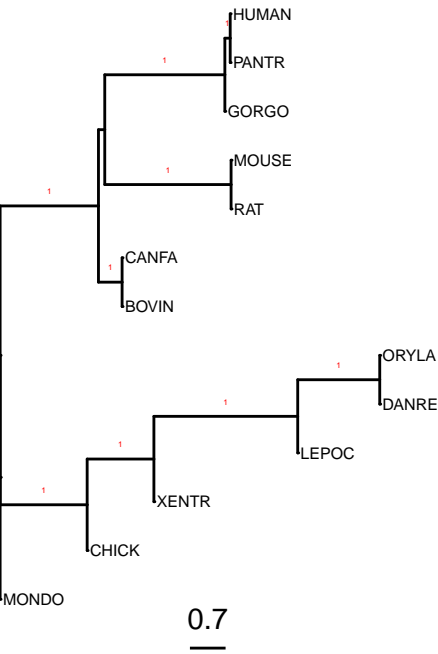 HUMAN
1
PANTR
1
GORGO
MOUSE
1
RAT
1
CANFA
1
BOVIN
ORYLA
1
DANRE
1
LEPOC
1
XENTR
1
CHICK
MONDO
0.7